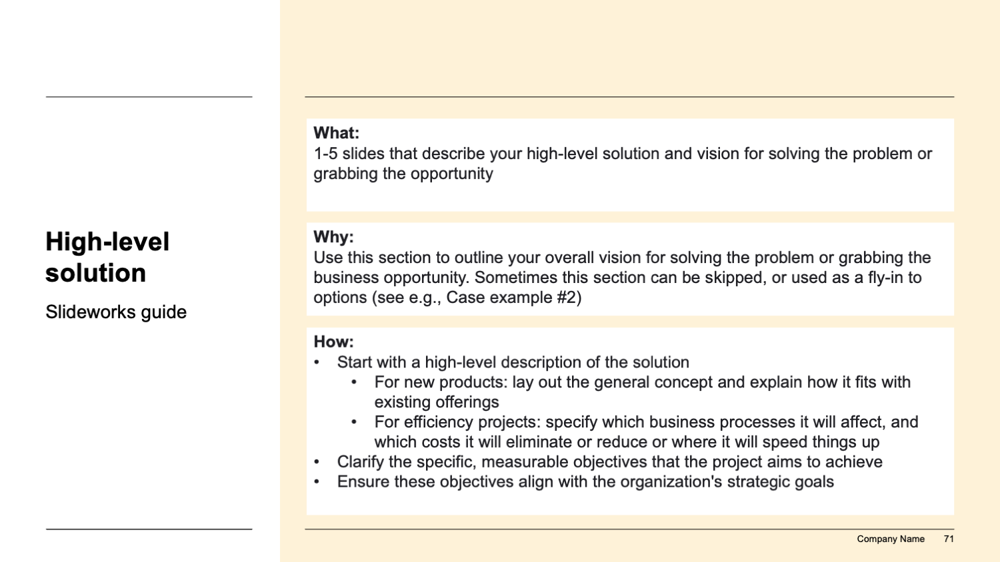 High-level
solution
Slideworks guide
What:
1-5 slides that describe your high-level solution and vision for solving the problem or
grabbing the opportunity
Why:
Use this section to outline your overall vision for solving the problem or grabbing the
business opportunity. Sometimes this section can be skipped, or used as a fly-in to
options (see e.g., Case example #2)
How:
• Start with a high-level description of the solution
• For new products: lay out the general concept and explain how it fits with
existing offerings
• For efficiency projects: specify which business processes it will affect, and
which costs it will eliminate or reduce or where it will speed things up
• Clarify the specific, measurable objectives that the project aims to achieve
• Ensure these objectives align with the organization's strategic goals
Company Name 71